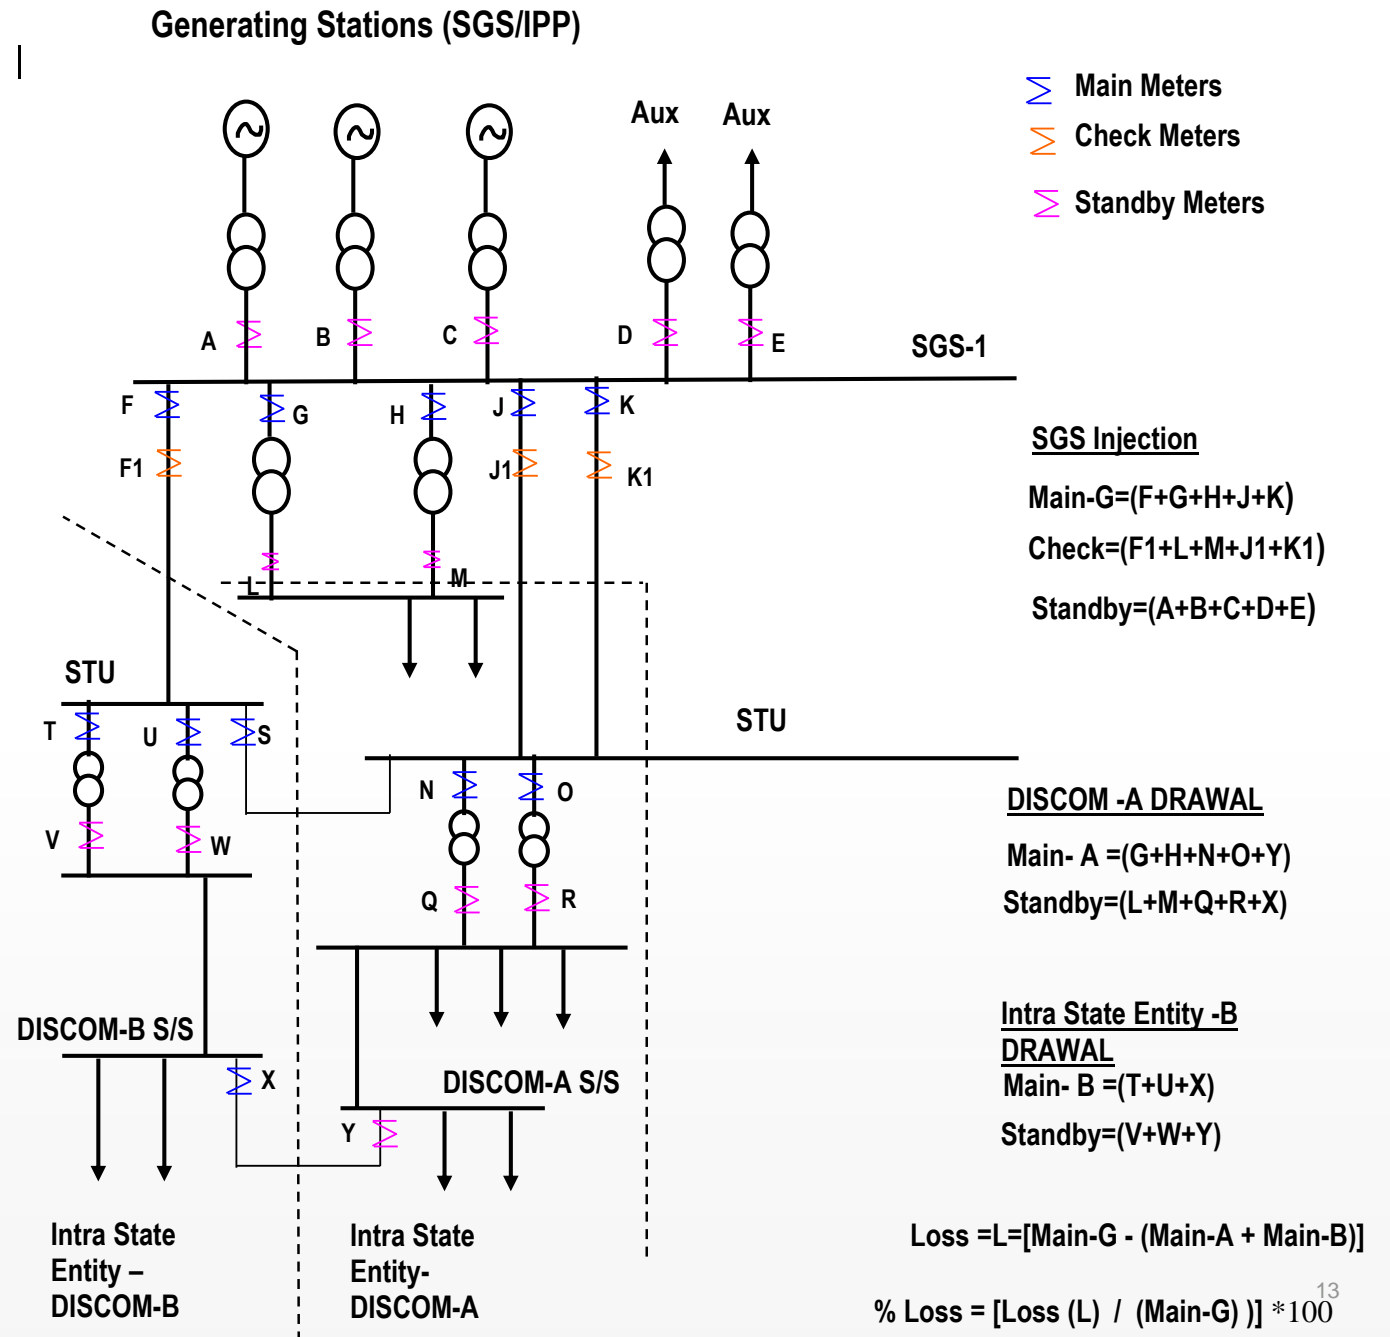 Generating Stations (SGS/IPP)
Main Meters
Check Meters
Standby Meters
Aux Aux
A B C D E
SGS-1
F G H J K
F1 J1 K1
SGS Injection
Main-G=(F+G+H+J+K)
Check=(F1+L+M+J1+K1)
Standby=(A+B+C+D+E)
L M
STU
T U S
STU
N O
V W
Q R
DISCOM -A DRAWAL
Main- A =(G+H+N+O+Y)
Standby=(L+M+Q+R+X)
DISCOM-B S/S
X
DISCOM-A S/S
Y
Intra State Entity -B
DRAWAL
Main- B =(T+U+X)
Standby=(V+W+Y)
Intra State
Entity –
DISCOM-B
Intra State
Entity-
DISCOM-A
Loss =L=[Main-G - (Main-A + Main-B)]
% Loss = [Loss (L) / (Main-G) )] *100
13